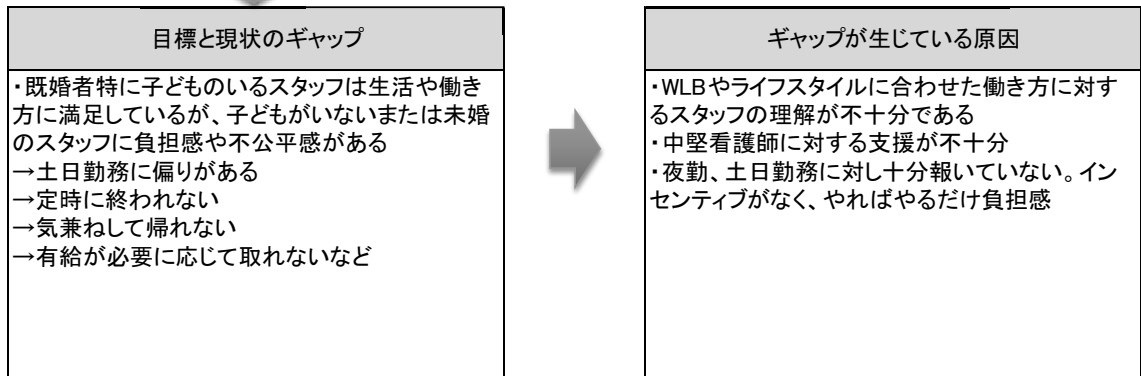 目標と現状のギャップ
・既婚者特に子どものいるスタッフは生活や働き
方に満足しているが、子どもがいないまたは未婚
のスタッフに負担感や不公平感がある
→土日勤務に偏りがある
→定時に終われない
→気兼ねして帰れない
→有給が必要に応じて取れないなど
ギャップが生じている原因
・WLBやライフスタイルに合わせた働き方に対す
るスタッフの理解が不十分である
・中堅看護師に対する支援が不十分
・夜勤、土日勤務に対し十分報いていない。イン
センティブがなく、やればやるだけ負担感